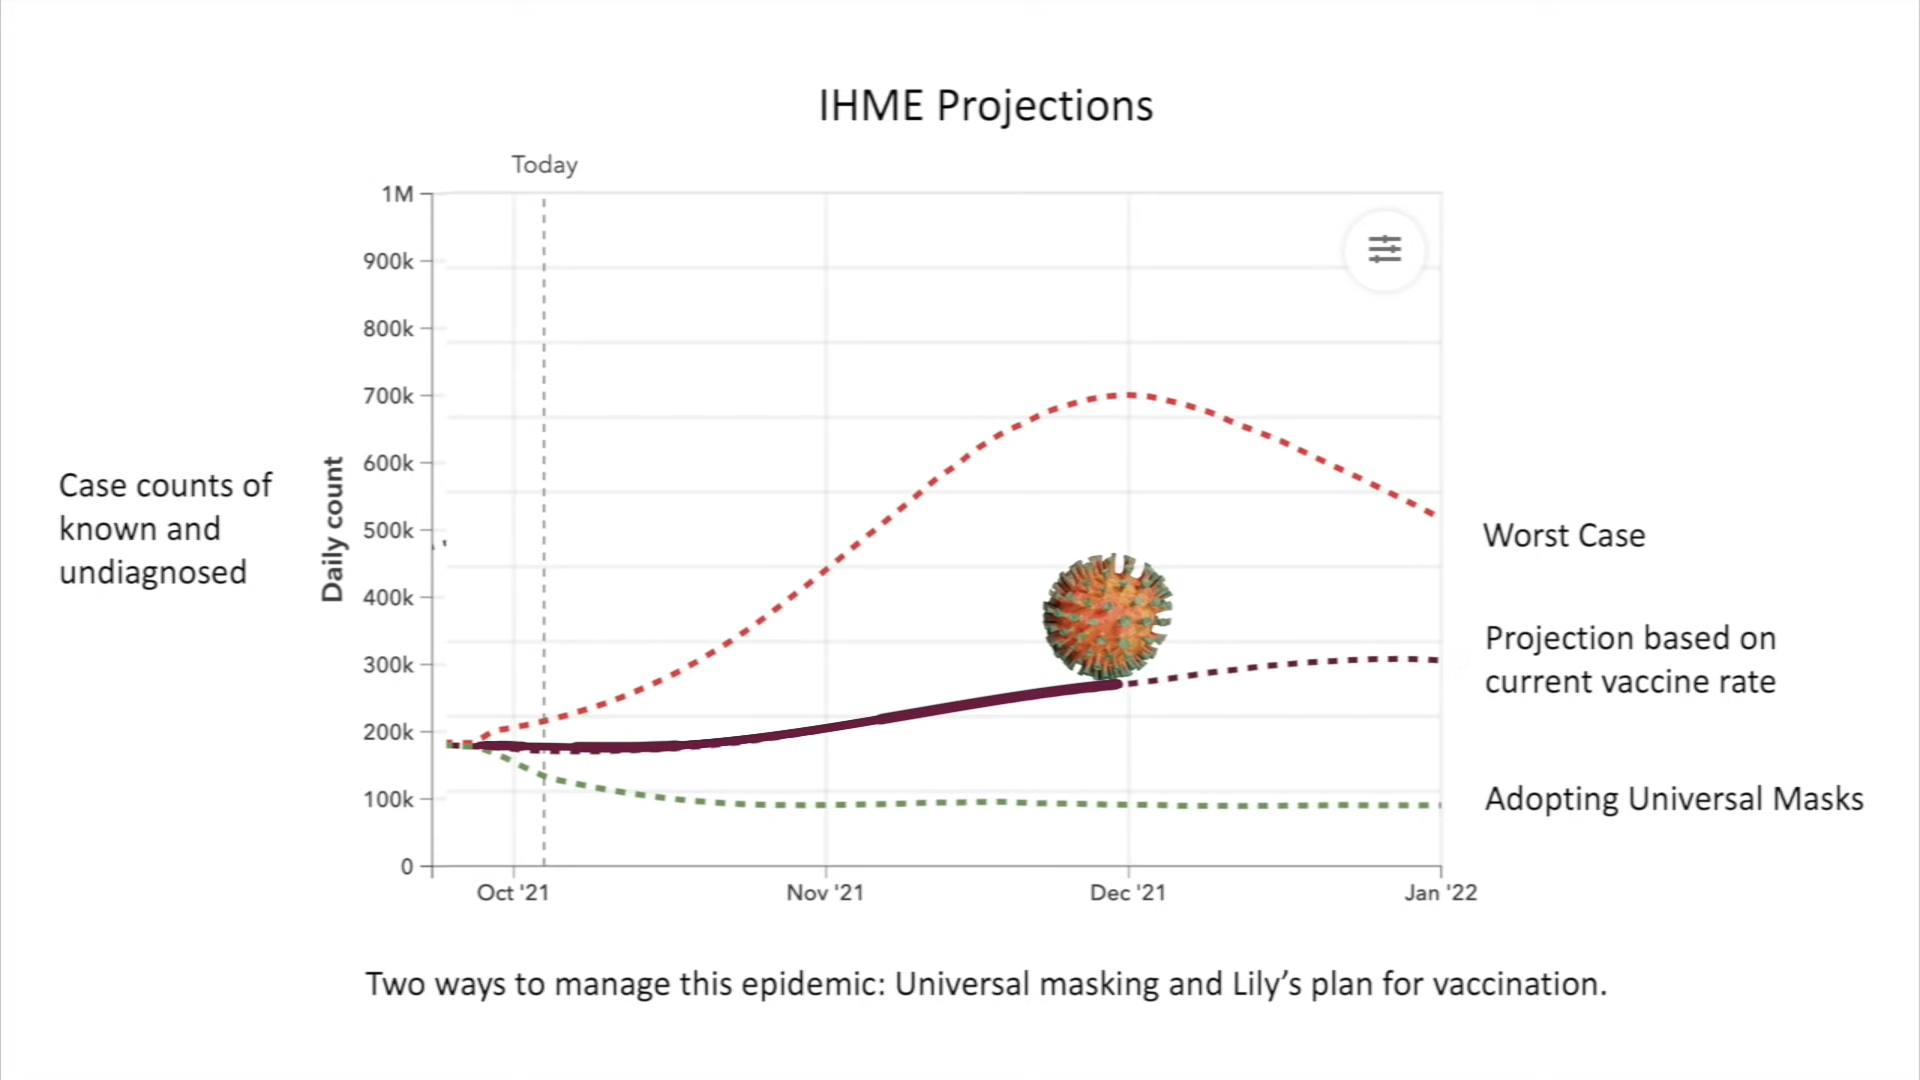 IHME Projections
Today
1M
900k
800k
700k
600k
500k
400k
300k
200k
100k
0
Daily count
Case counts of
known and
undiagnosed
Worst Case
Projection based on
current vaccine rate
Adopting Universal Masks
Oct '21
Nov '21
Dec '21
Jan '22
Two ways to manage this epidemic: Universal masking and Lily’s plan for vaccination.